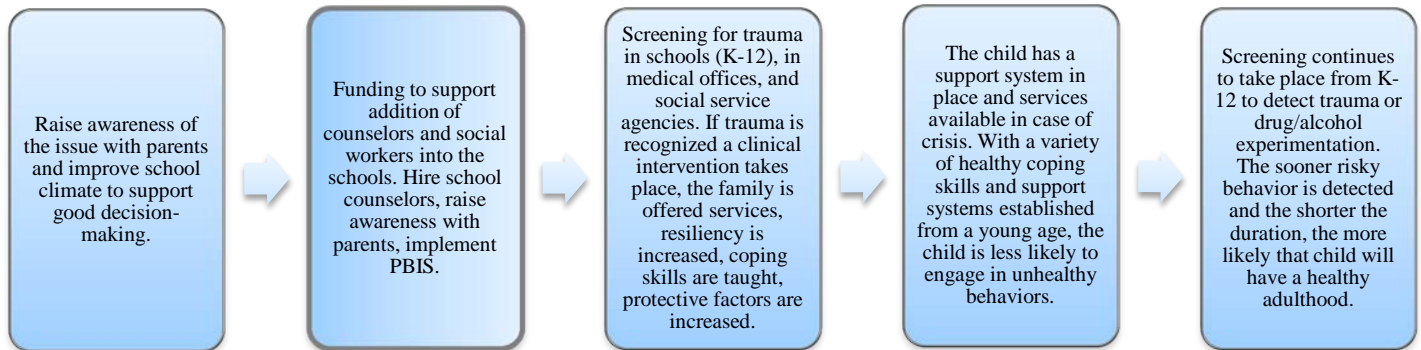 Raise awareness of
the issue with parents
and improve school
climate to support
good decision-
making.
Funding to support
addition of
counselors and social
workers into the
schools. Hire school
counselors, raise
awareness with
parents, implement
PBIS.
Screening for trauma
in schools (K-12), in
medical offices, and
social service
agencies. If trauma is
recognized a clinical
intervention takes
place, the family is
offered services,
resiliency is
increased, coping
skills are taught,
protective factors are
increased.
The child has a
support system in
place and services
available in case of
crisis. With a variety
of healthy coping
skills and support
systems established
from a young age, the
child is less likely to
engage in unhealthy
behaviors.
Screening continues
to take place from K-
12 to detect trauma or
drug/alcohol
experimentation.
The sooner risky
behavior is detected
and the shorter the
duration, the more
likely that child will
have a healthy
adulthood.